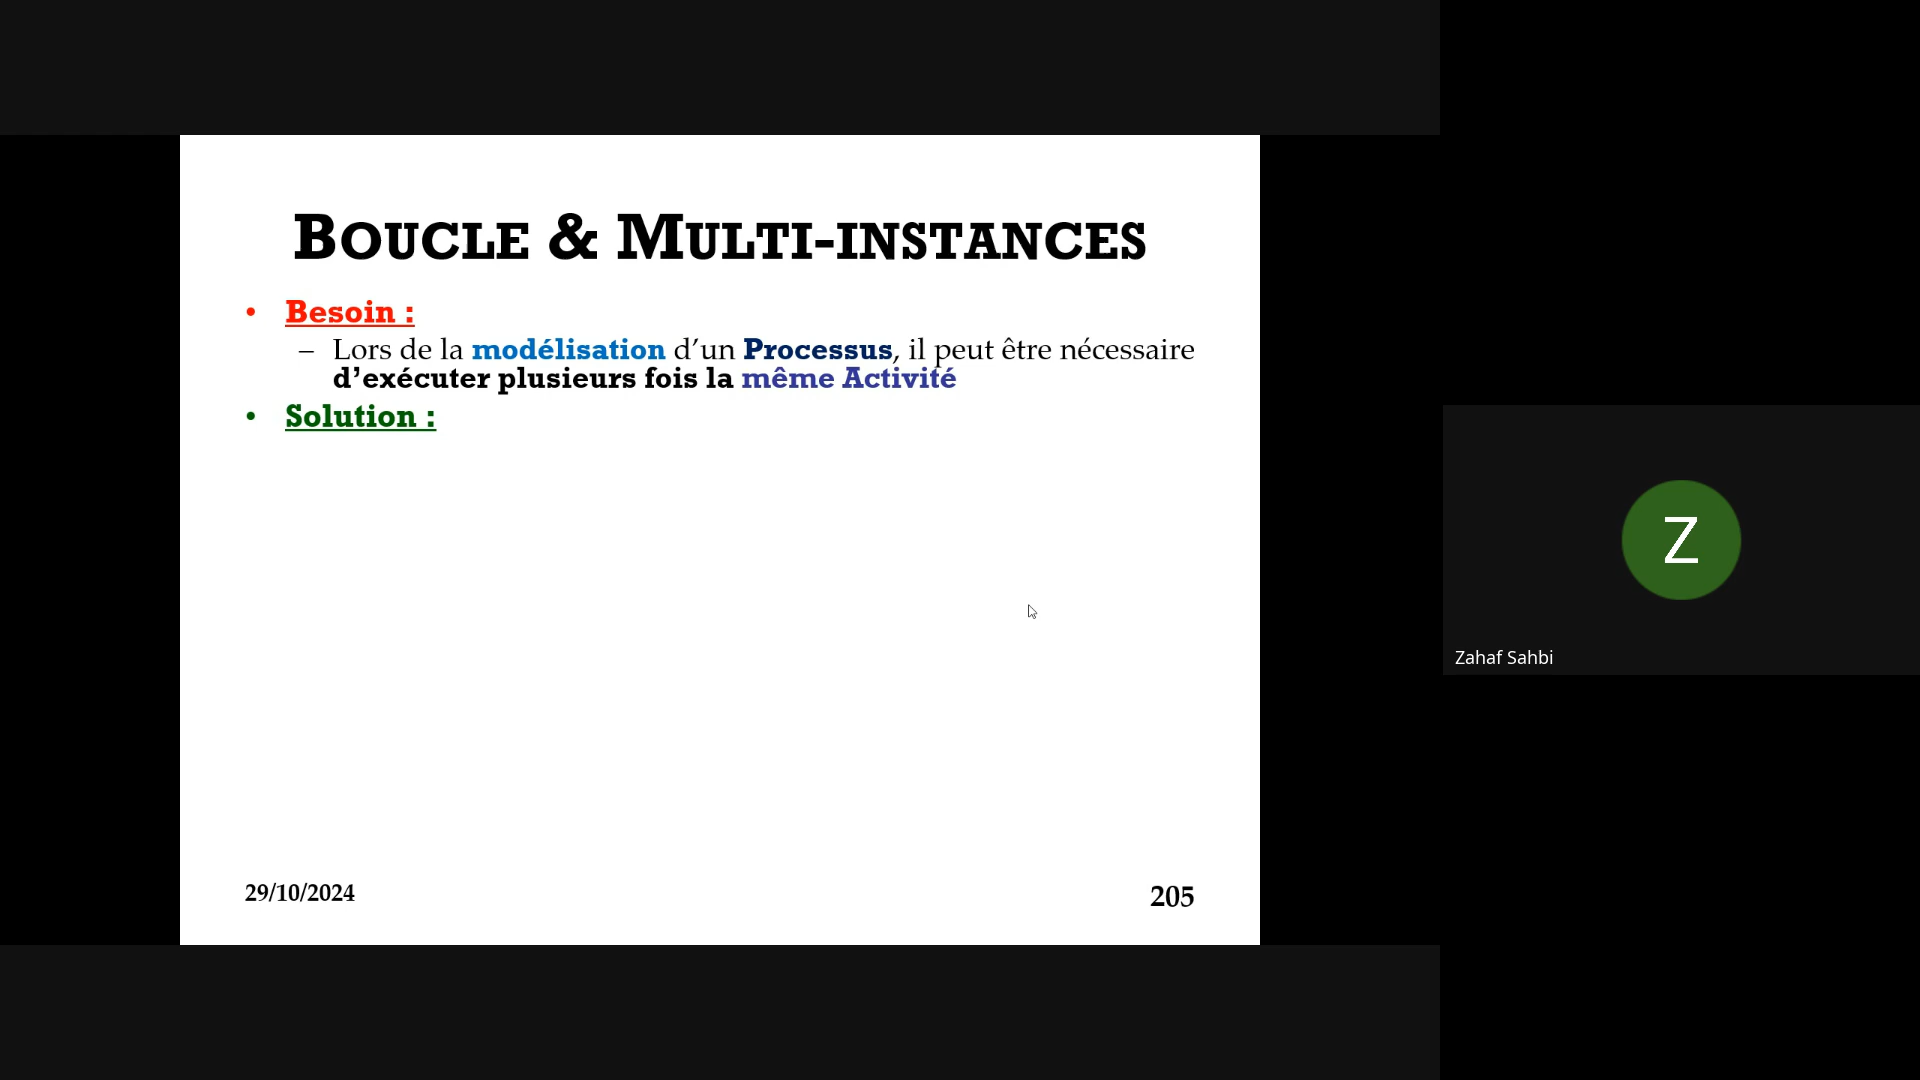 BOUCLE & MULTI-INSTANCES
• Besoin :
– Lors de la modélisation d’un Processus, il peut être nécessaire
d’exécuter plusieurs fois la même Activité
• Solution :
29/10/2024
205
Z
Zahaf Sahbi